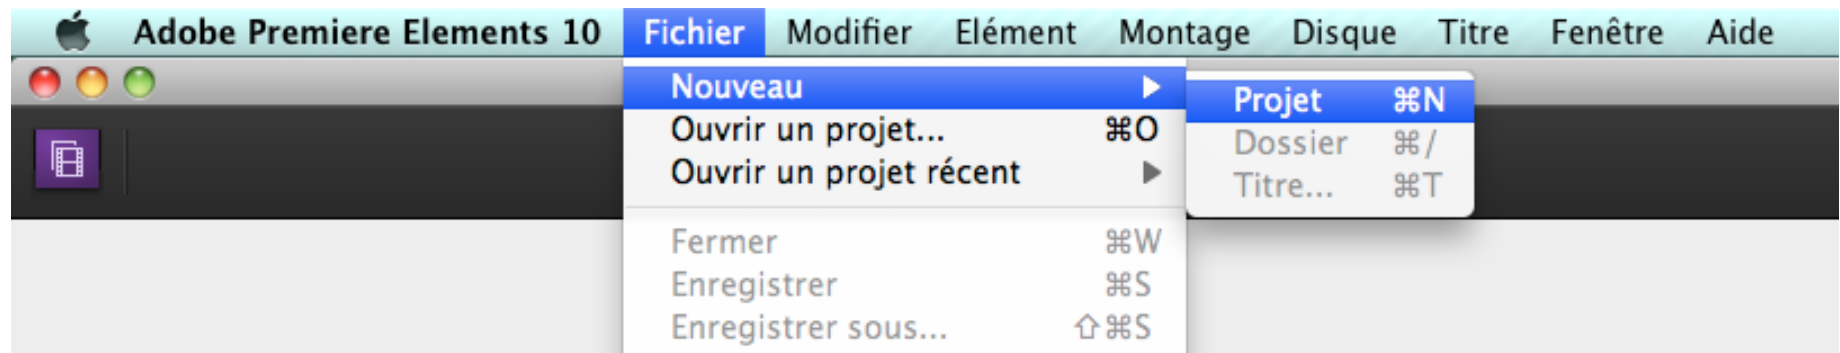 Adobe Premiere Elements 10 Fichier Modifier Elément Montage Disque Titre Fenêtre Aide
Nouveau
Projet ⌘N
Ouvrir un projet... ⌘O
Dossier ⌘/
Ouvrir un projet récent
Titre... ⌘T
Fermer ⌘W
Enregistrer ⌘S
Enregistrer sous... ⇧⌘S